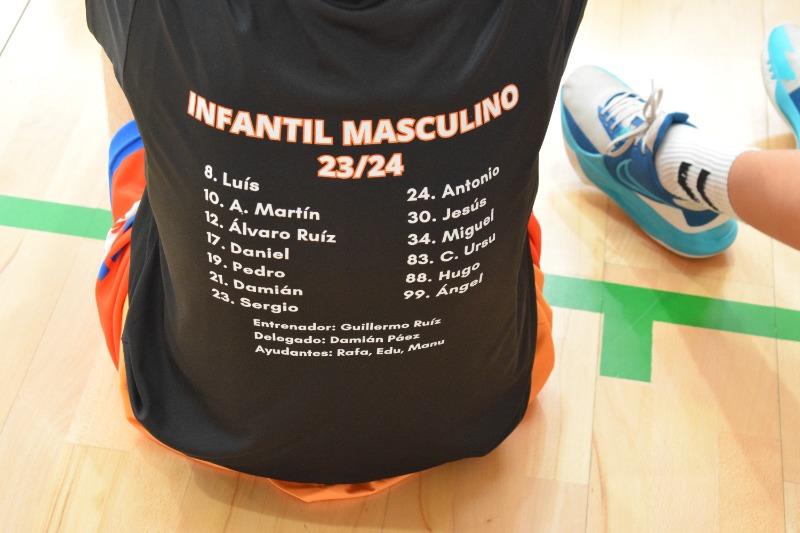 INFANTIL MASCULINO
23/24
8. Luís
10. A. Martín
12. Álvaro Ruíz
17. Daniel
19. Pedro
21. Damián
23. Sergio
24. Antonio
30. Jesús
34. Miguel
83. C. Ursu
88. Hugo
99. Ángel
Entrenador: Guillermo Ruíz
Delegado: Damián Páez
Ayudantes: Rafa, Edu, Manu